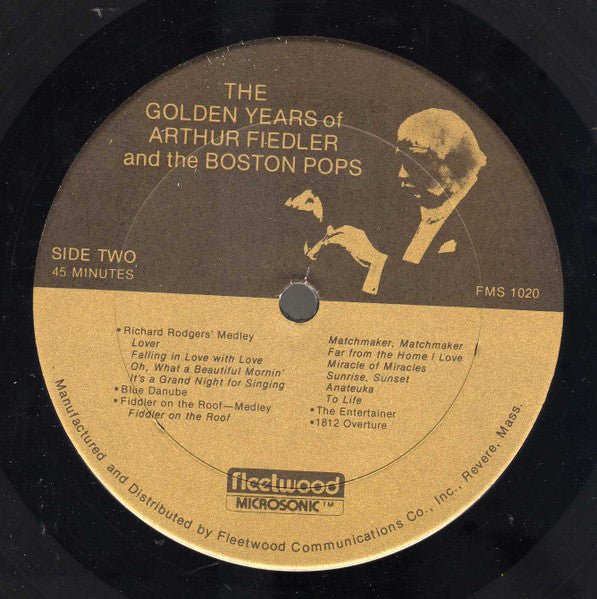 THE
GOLDEN YEARS of
ARTHUR FIEDLER
and the BOSTON POPS
SIDE TWO
45 MINUTES
FMS 1020
•Richard Rodgers' Medley
Lover
Falling in Love with Love
Oh, What a Beautiful Mornin'
It's a Grand Night for Singing
•Blue Danube
•Fiddler on the Roof—Medley
Fiddler on the Roof
Matchmaker, Matchmaker
Far from the Home I Love
Miracle of Miracles
Sunrise, Sunset
Anateuka
To Life
•The Entertainer
•1812 Overture
fleetwood
MICROSONIC™
Manufactured and Distributed by Fleetwood Communications Co., Inc., Revere, Mass.